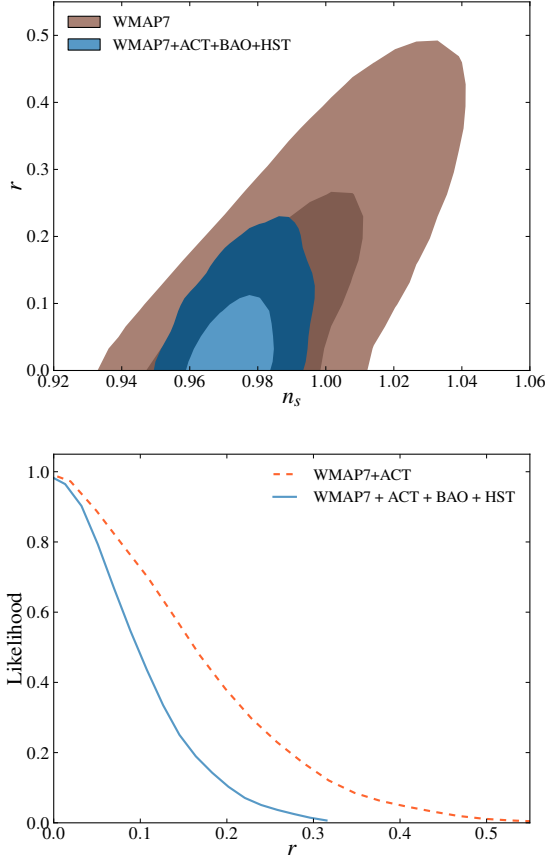 WMAP7
WMAP7+ACT+BAO+HST
0.5
0.4
0.3
0.2
0.1
0.0
r
0.92 0.94 0.96 0.98 1.00 1.02 1.04 1.06
n_s
WMAP7+ACT
WMAP7 + ACT + BAO + HST
1.0
0.8
0.6
0.4
0.2
0.0
Likelihood
0.0 0.1 0.2 0.3 0.4 0.5
r